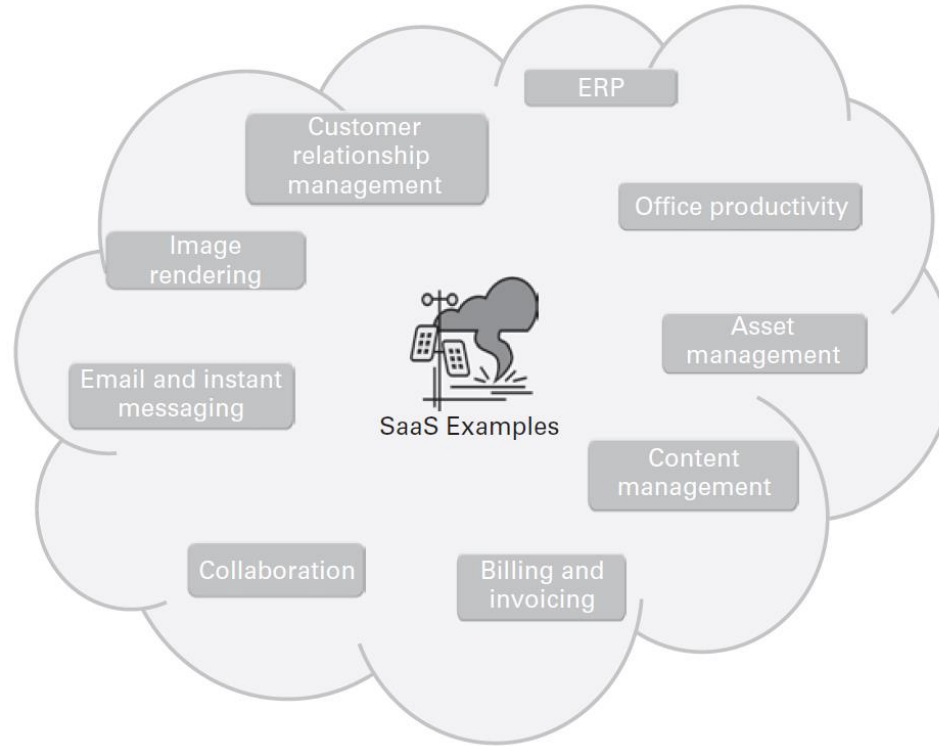 ERP
Customer
relationship
management
Office productivity
Image
rendering
Asset
management
Email and instant
messaging
SaaS Examples
Content
management
Collaboration
Billing and
invoicing